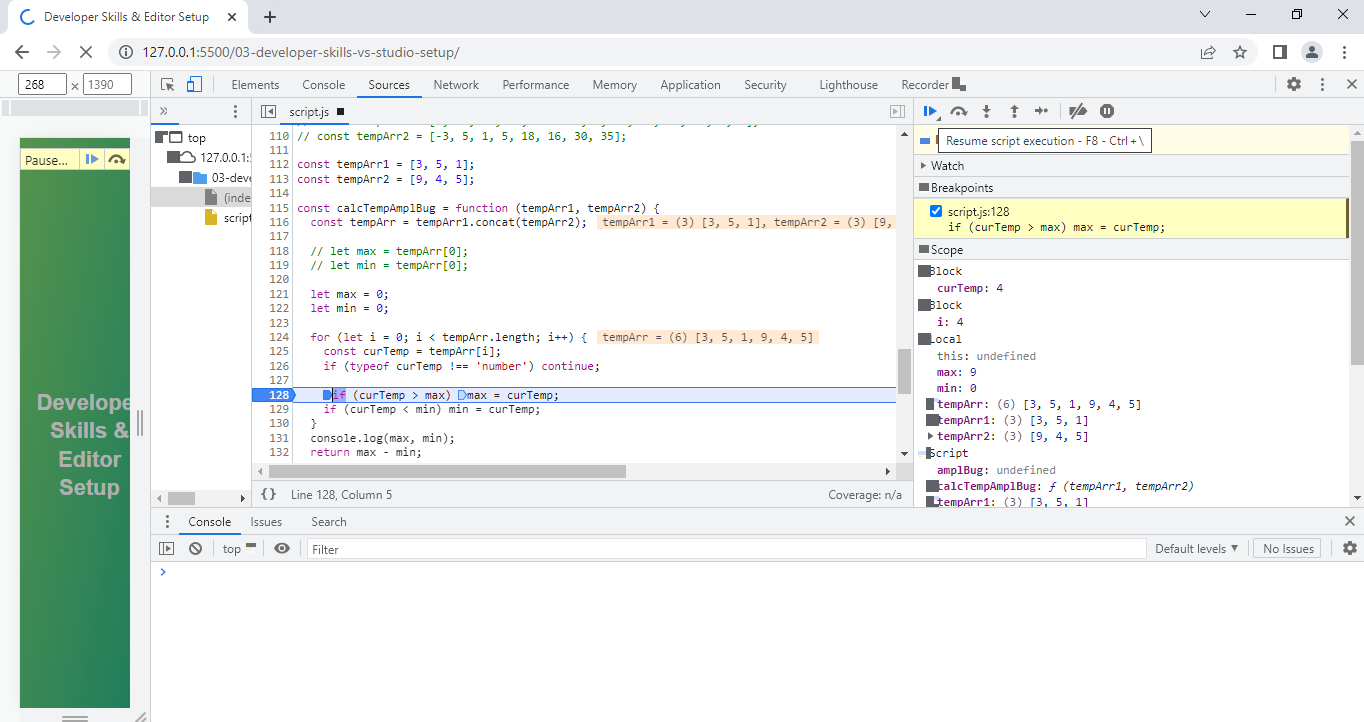 Developer Skills & Editor Setup
127.0.0.1:5500/03-developer-skills-vs-studio-setup/
268 × 1390
Elements Console Sources Network Performance Memory Application Security Lighthouse Recorder
Paused...
Developer
Skills &
Editor
Setup
top
127.0.0.1:5
03-deve
(inde
script
script.js
110 // const tempArr2 = [-3, 5, 1, 5, 18, 16, 30, 35];
111
112 const tempArr1 = [3, 5, 1];
113 const tempArr2 = [9, 4, 5];
114
115 const calcTempAmplBug = function (tempArr1, tempArr2) {
116 const tempArr = tempArr1.concat(tempArr2); tempArr1 = (3) [3, 5, 1], tempArr2 = (3) [9,
117
118 // let max = tempArr[0];
119 // let min = tempArr[0];
120
121 let max = 0;
122 let min = 0;
123
124 for (let i = 0; i < tempArr.length; i++) { tempArr = (6) [3, 5, 1, 9, 4, 5]
125 const curTemp = tempArr[i];
126 if (typeof curTemp !== 'number') continue;
127
128 if (curTemp > max) max = curTemp;
129 if (curTemp < min) min = curTemp;
130 }
131 console.log(max, min);
132 return max - min;
{} Line 128, Column 5 Coverage: n/a
Resume script execution - F8 - Ctrl + \
Watch
Breakpoints
script.js:128
if (curTemp > max) max = curTemp;
Scope
Block
curTemp: 4
Block
i: 4
Local
this: undefined
max: 9
min: 0
tempArr: (6) [3, 5, 1, 9, 4, 5]
tempArr1: (3) [3, 5, 1]
tempArr2: (3) [9, 4, 5]
Script
amplBug: undefined
calcTempAmplBug: ƒ (tempArr1, tempArr2)
tempArr1: (3) [3, 5, 1]
Console Issues Search
top Filter Default levels ▼ No Issues